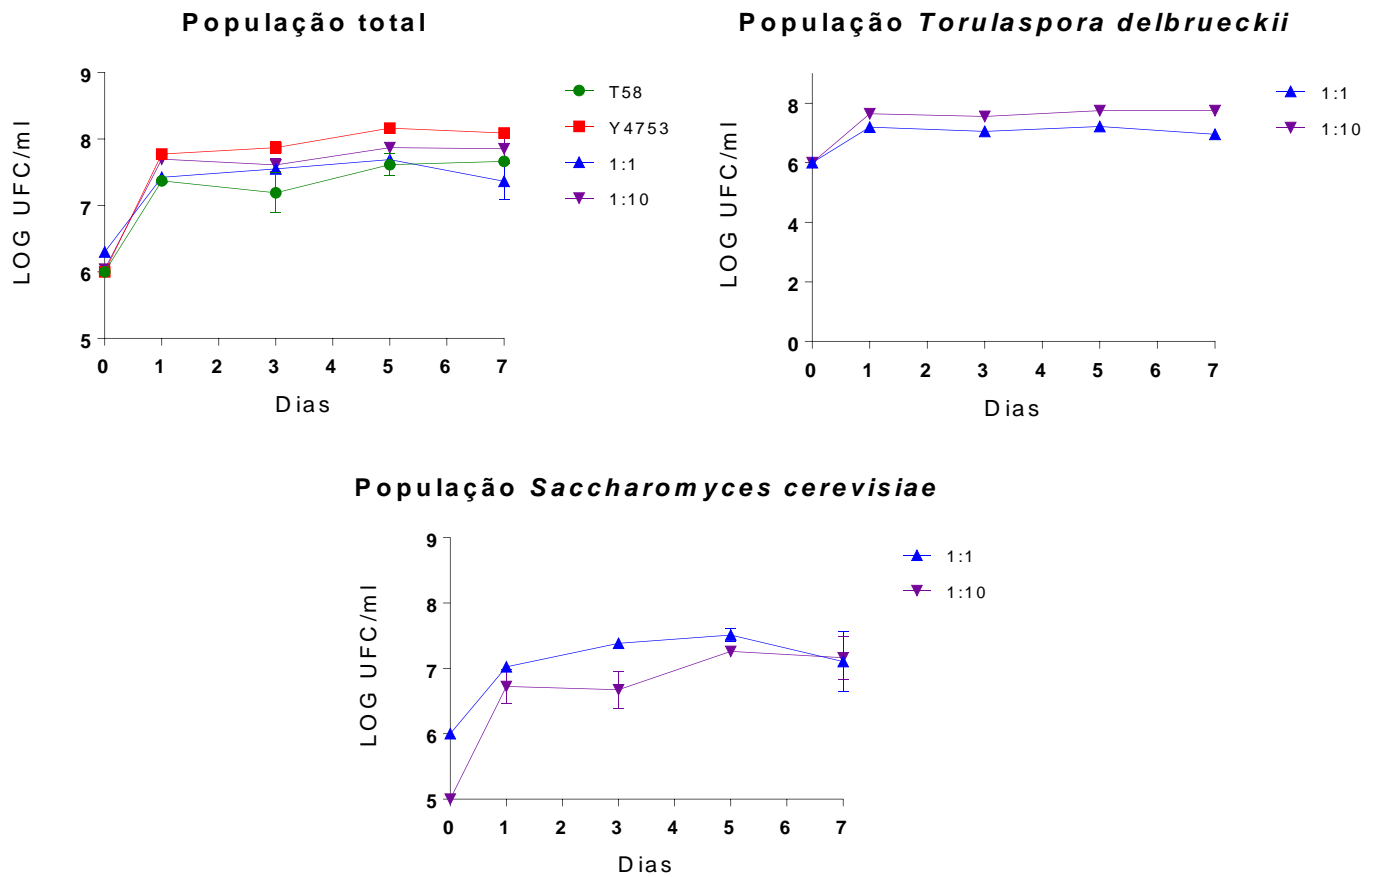 População total
LOG UFC/ml
9
8
7
6
5
0 1 2 3 4 5 6 7
Dias
T58
Y4753
1:1
1:10
População Torulaspora delbrueckii
LOG UFC/ml
8
6
4
2
0
0 1 2 3 4 5 6 7
Dias
1:1
1:10
População Saccharomyces cerevisiae
LOG UFC/ml
9
8
7
6
5
0 1 2 3 4 5 6 7
Dias
1:1
1:10